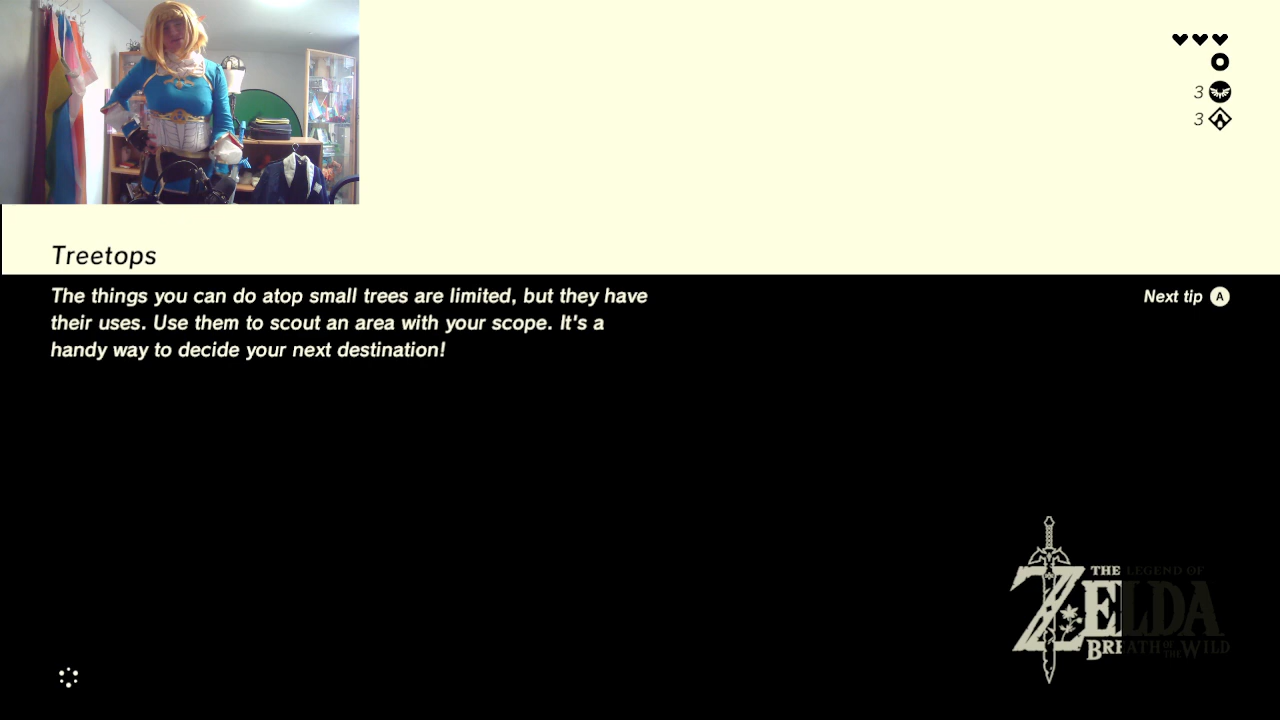 3
3
Treetops
The things you can do atop small trees are limited, but they have
their uses. Use them to scout an area with your scope. It's a
handy way to decide your next destination!
Next tip A
THE LEGEND OF
ZELDA
BREATH OF THE WILD